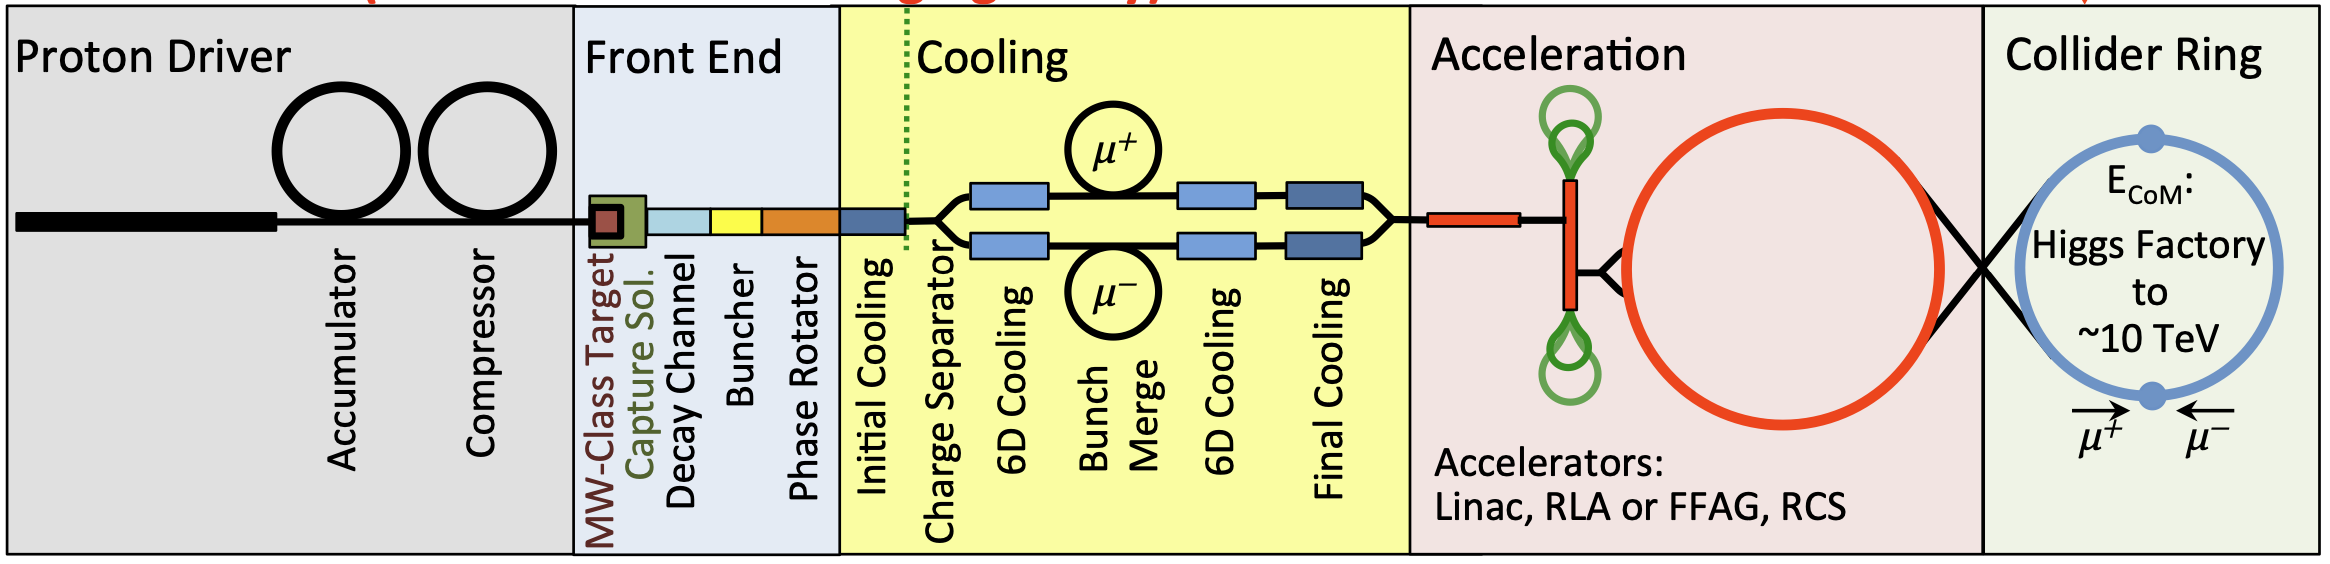 Proton Driver
Front End
Cooling
Acceleration
Collider Ring
Accumulator
Compressor
MW-Class Target
Capture Sol.
Decay Channel
Buncher
Phase Rotator
Initial Cooling
Charge Separator
6D Cooling
μ+
μ−
Bunch
Merge
6D Cooling
Final Cooling
Accelerators:
Linac, RLA or FFAG, RCS
ECoM:
Higgs Factory
to
~10 TeV
μ+
μ−